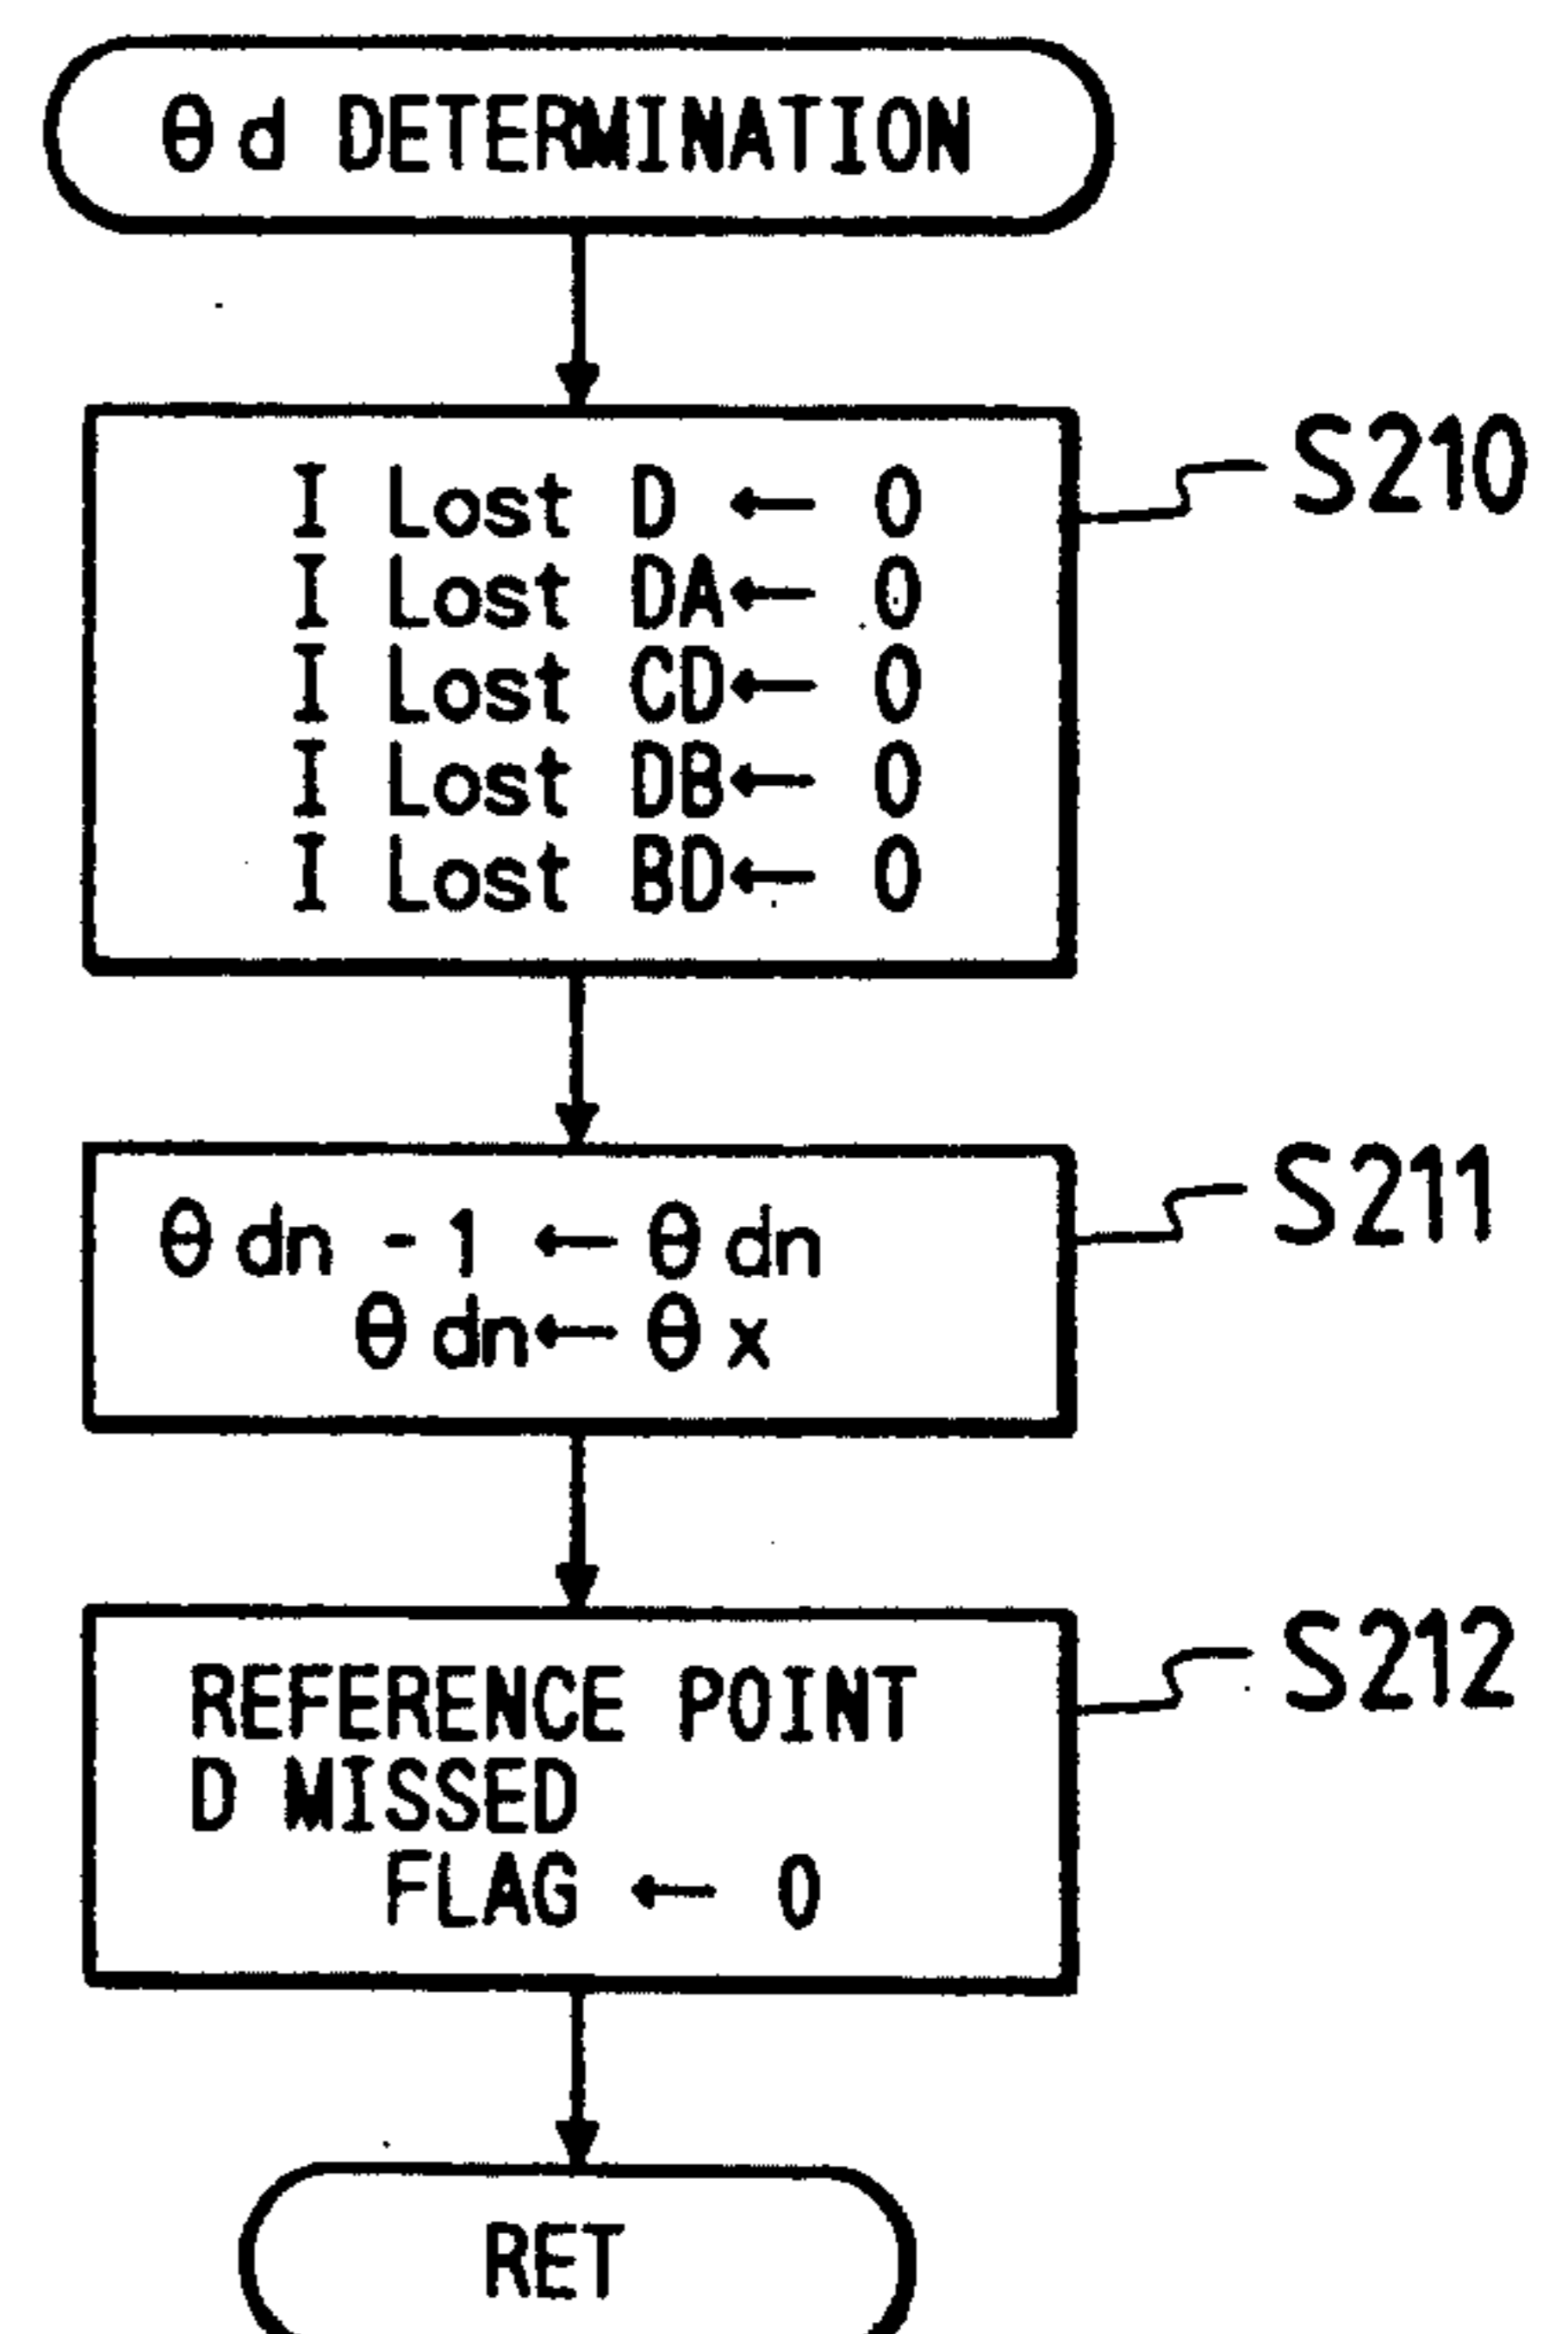 θd DETERMINATION
I Lost D ← 0
S210
I Lost DA ← 0
I Lost CD ← 0
I Lost DB ← 0
I Lost BD ← 0
θdn - 1 ← θdn
S211
θdn ← θx
REFERENCE POINT
S212
D MISSED
FLAG ← 0
RET